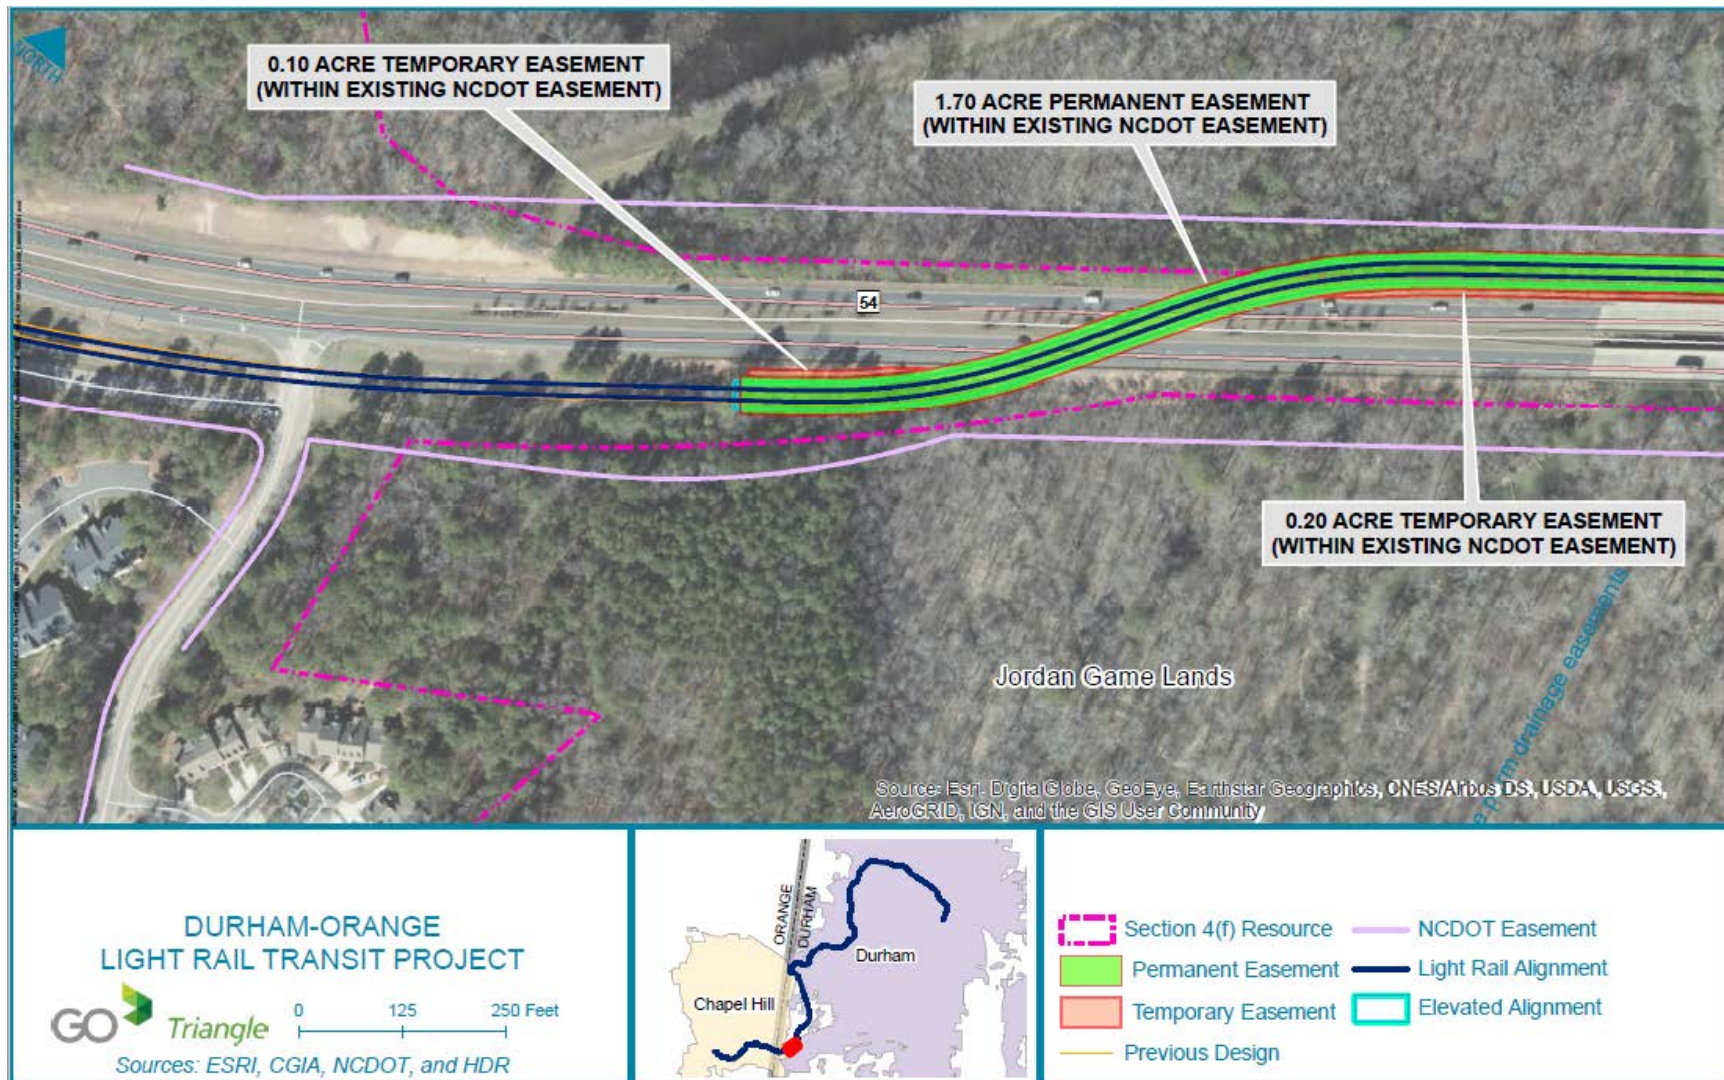 NORTH
0.10 ACRE TEMPORARY EASEMENT
(WITHIN EXISTING NCDOT EASEMENT)
1.70 ACRE PERMANENT EASEMENT
(WITHIN EXISTING NCDOT EASEMENT)
54
0.20 ACRE TEMPORARY EASEMENT
(WITHIN EXISTING NCDOT EASEMENT)
Jordan Game Lands
drainage easements
Source: Esri, DigitalGlobe, GeoEye, Earthstar Geographics, CNES/Airbus DS, USDA, USGS,
AeroGRID, IGN, and the GIS User Community
DURHAM-ORANGE
LIGHT RAIL TRANSIT PROJECT
GO Triangle
0 125 250 Feet
Sources: ESRI, CGIA, NCDOT, and HDR
ORANGE
DURHAM
Durham
Chapel Hill
Section 4(f) Resource
Permanent Easement
Temporary Easement
Previous Design
NCDOT Easement
Light Rail Alignment
Elevated Alignment